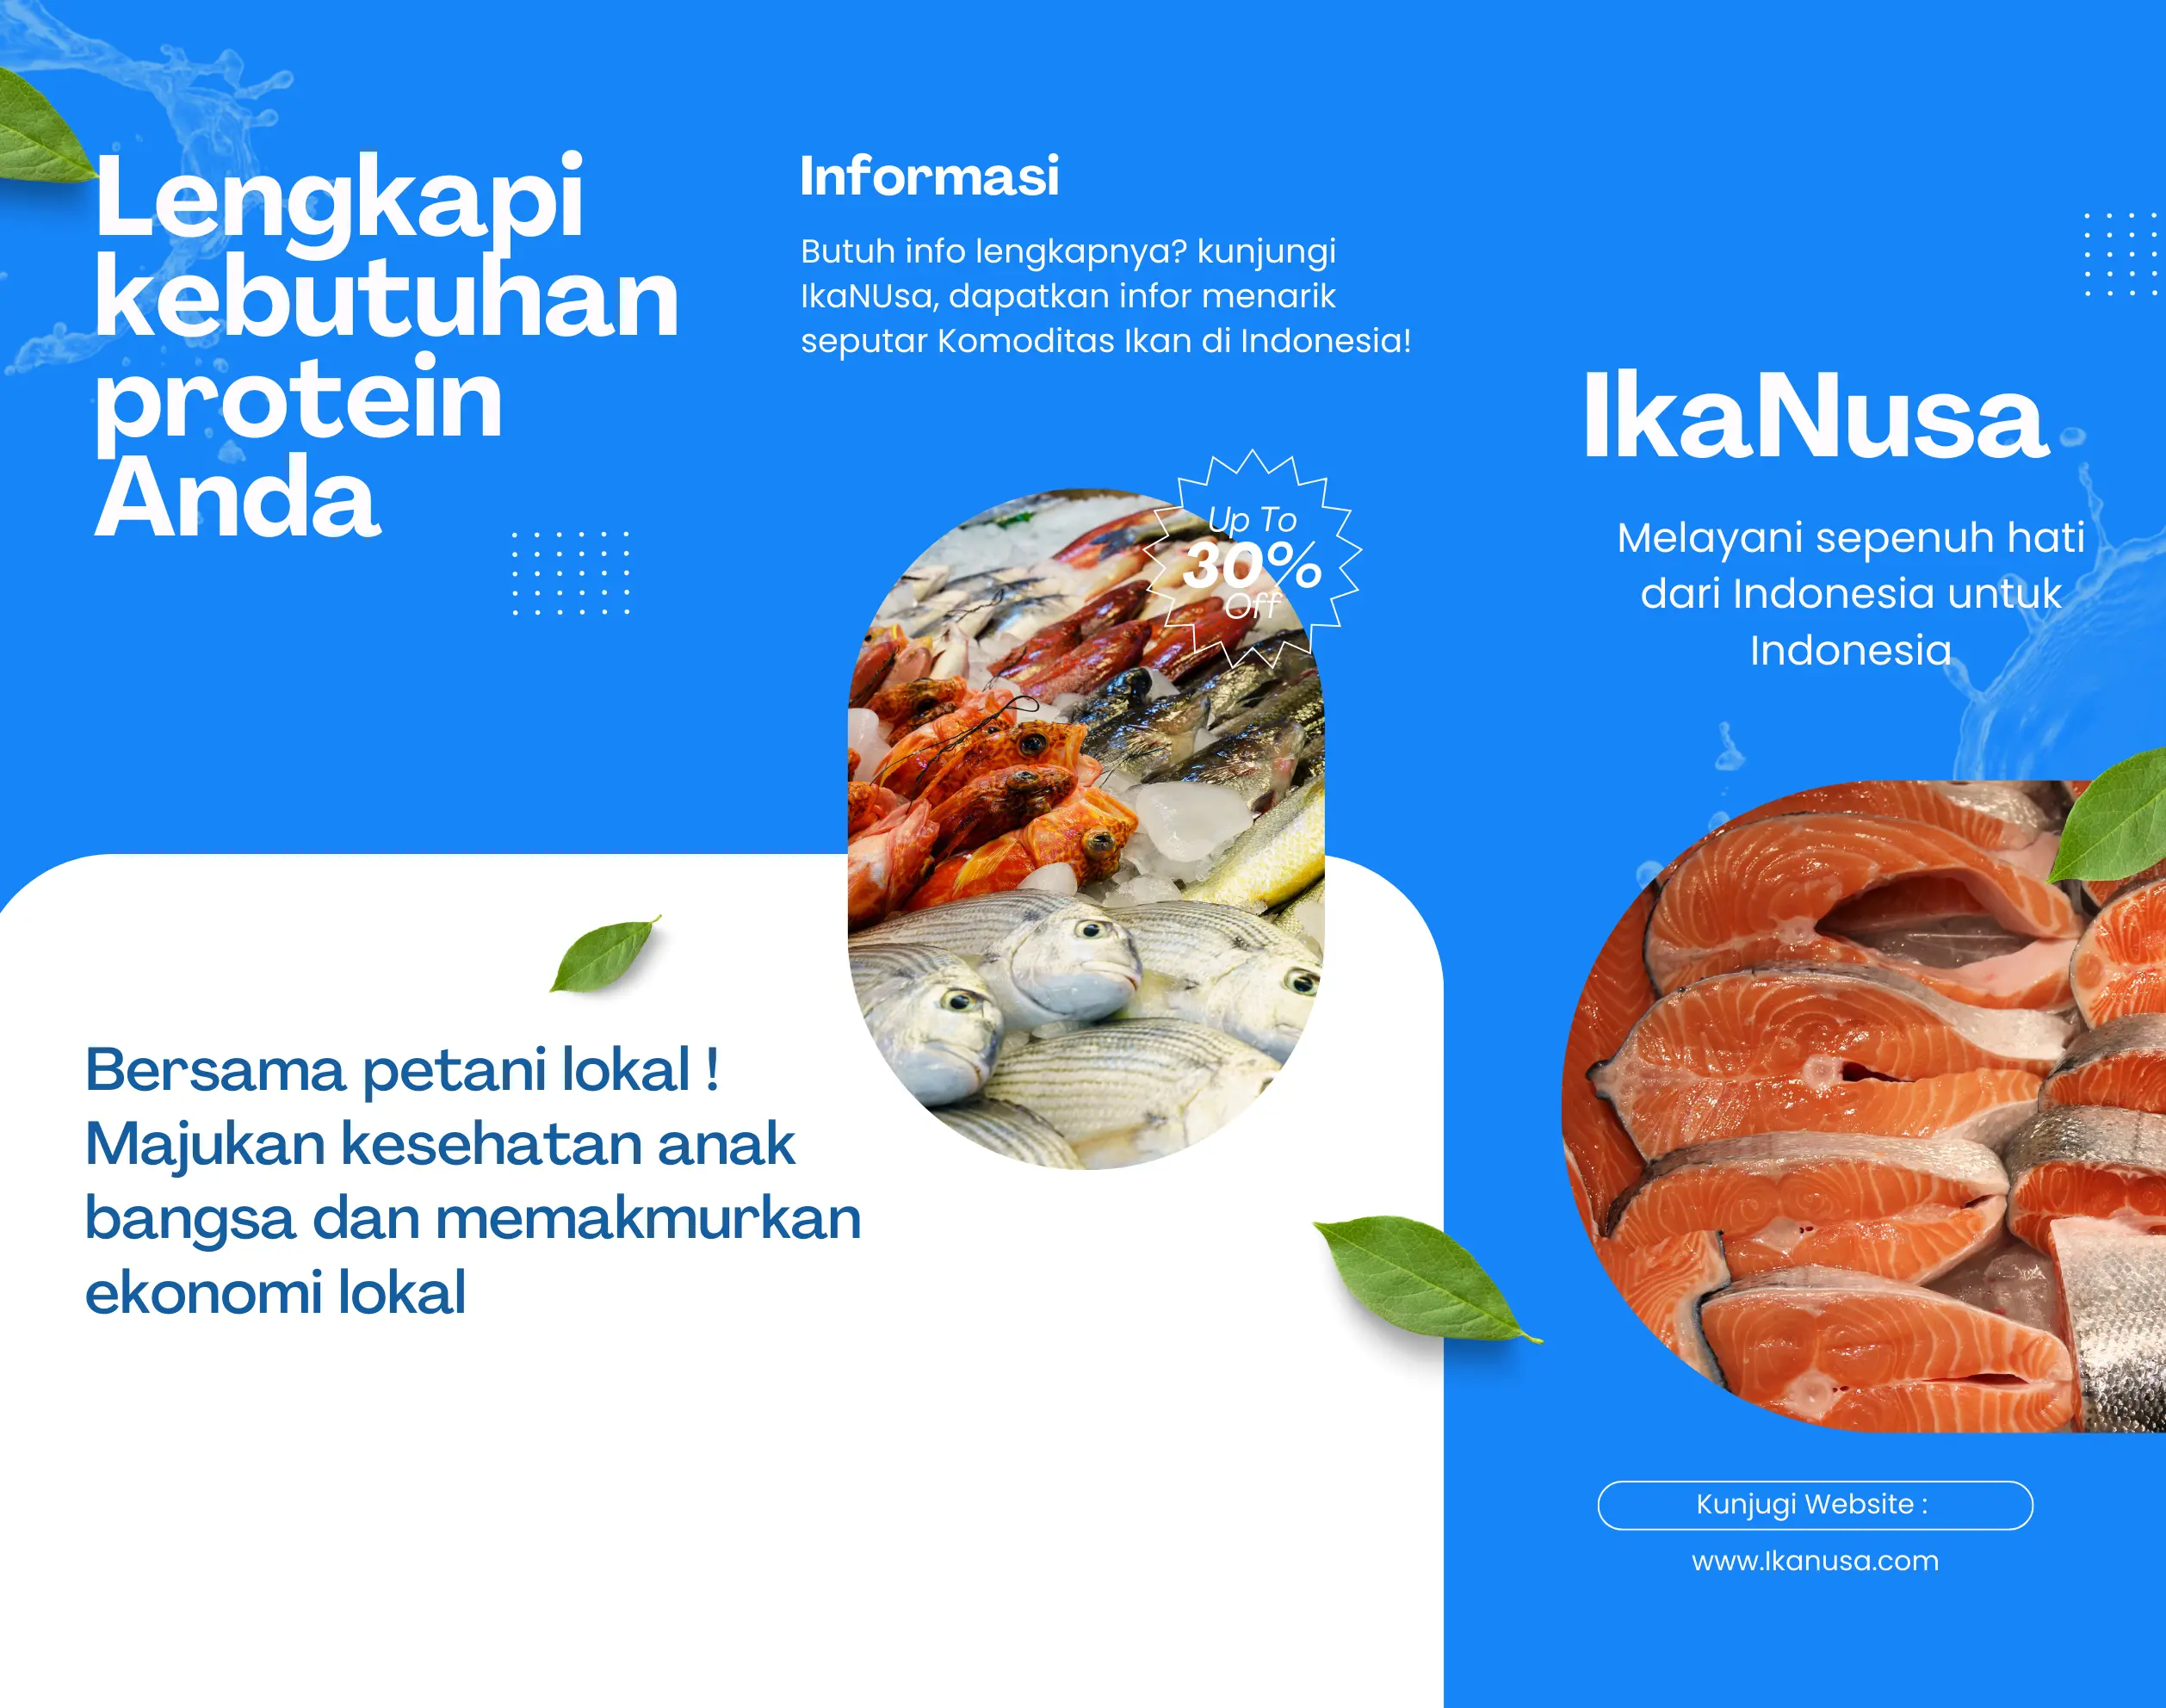 Lengkapi
kebutuhan
protein
Anda
Bersama petani lokal !
Majukan kesehatan anak
bangsa dan memakmurkan
ekonomi lokal
Informasi
Butuh info lengkapnya? kunjungi
IkaNUsa, dapatkan infor menarik
seputar Komoditas Ikan di Indonesia!
Up To
30%
Off
IkaNusa
Melayani sepenuh hati
dari Indonesia untuk
Indonesia
Kunjugi Website :
www.Ikanusa.com